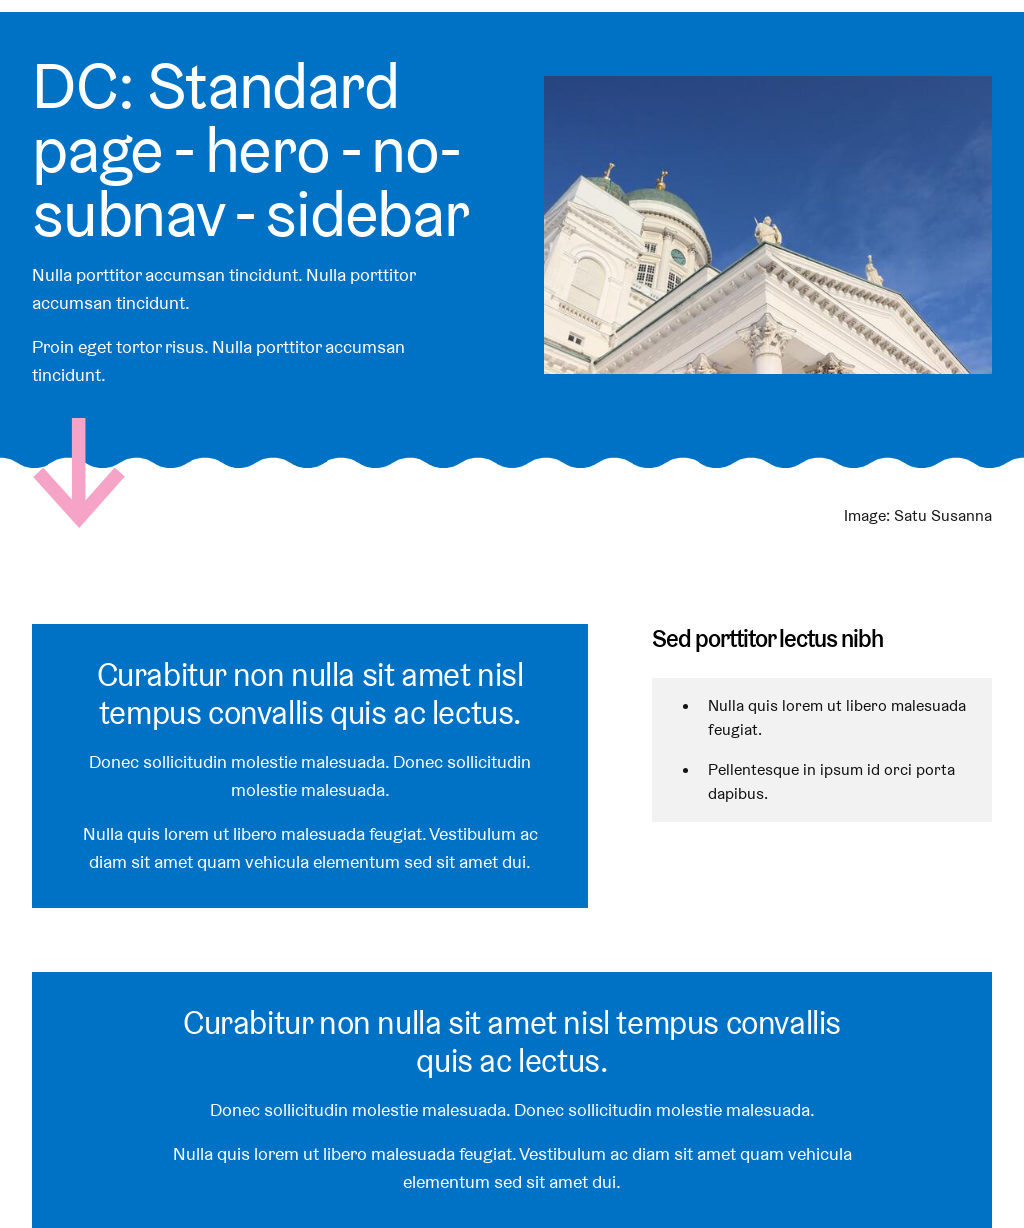 DC: Standard
page - hero - no-
subnav - sidebar
Nulla porttitor accumsan tincidunt. Nulla porttitor
accumsan tincidunt.
Proin eget tortor risus. Nulla porttitor accumsan
tincidunt.
Image: Satu Susanna
Curabitur non nulla sit amet nisl
tempus convallis quis ac lectus.
Donec sollicitudin molestie malesuada. Donec sollicitudin
molestie malesuada.
Nulla quis lorem ut libero malesuada feugiat. Vestibulum ac
diam sit amet quam vehicula elementum sed sit amet dui.
Sed porttitor lectus nibh
• Nulla quis lorem ut libero malesuada
feugiat.
• Pellentesque in ipsum id orci porta
dapibus.
Curabitur non nulla sit amet nisl tempus convallis
quis ac lectus.
Donec sollicitudin molestie malesuada. Donec sollicitudin molestie malesuada.
Nulla quis lorem ut libero malesuada feugiat. Vestibulum ac diam sit amet quam vehicula
elementum sed sit amet dui.